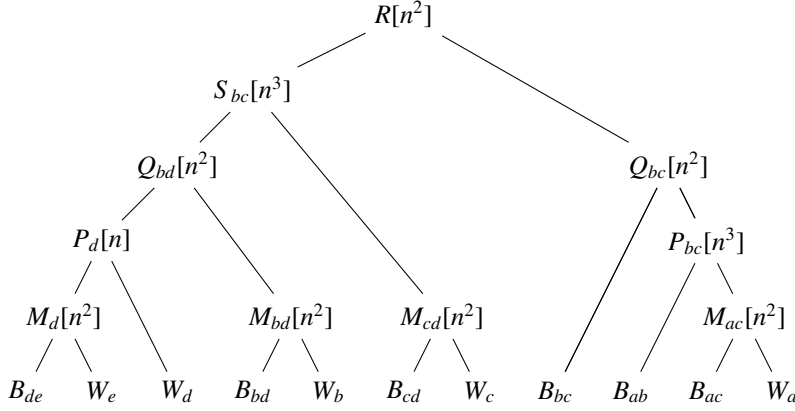 R[n²]
S_bc[n³]
Q_bd[n²] Q_bc[n²]
P_d[n] P_bc[n³]
M_d[n²] M_bd[n²] M_cd[n²] M_ac[n²]
B_de W_e W_d B_bd W_b B_cd W_c B_bc B_ab B_ac W_a